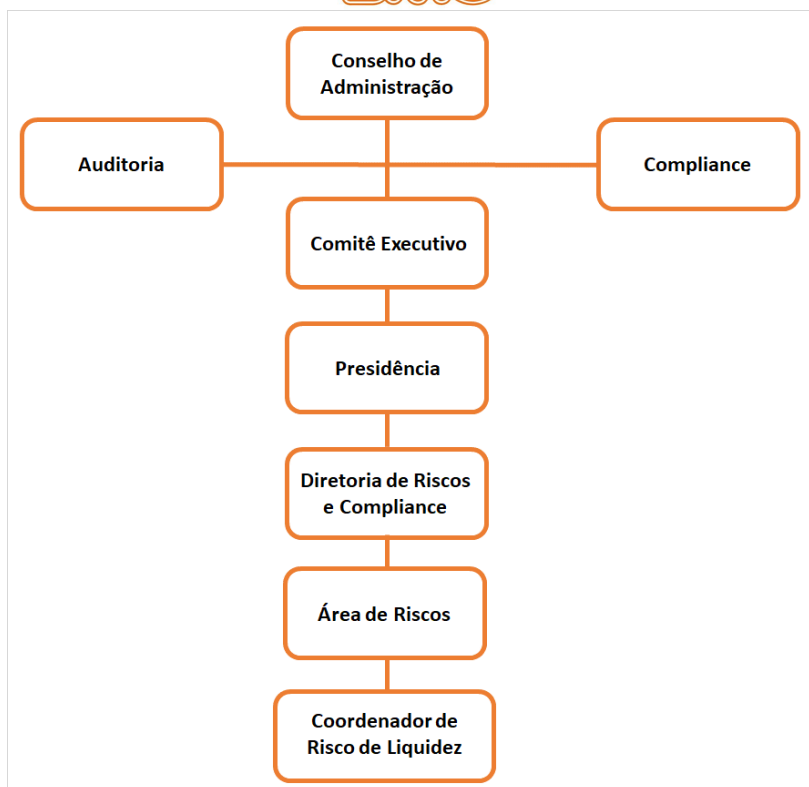 Conselho de
Administração
Auditoria
Compliance
Comitê Executivo
Presidência
Diretoria de Riscos
e Compliance
Área de Riscos
Coordenador de
Risco de Liquidez